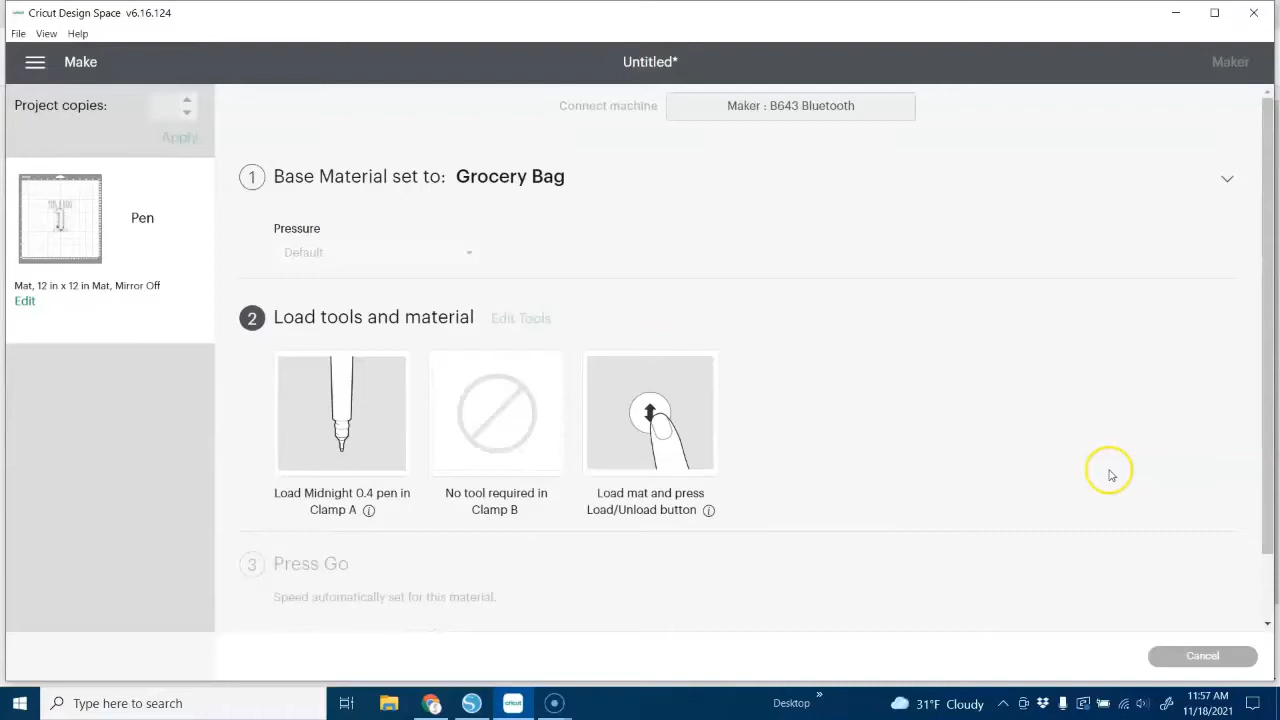 Cricut Design Space v6.16.124
File View Help
Make
Untitled*
Maker
Project copies:
Apply
Connect machine
Maker : B643 Bluetooth
Pen
Mat, 12 in x 12 in Mat, Mirror Off
Edit
1 Base Material set to: Grocery Bag
Pressure
Default
2 Load tools and material Edit Tools
Load Midnight 0.4 pen in
Clamp A
No tool required in
Clamp B
Load mat and press
Load/Unload button
3 Press Go
Speed automatically set for this material.
Cancel
Type here to search
cricut
Desktop
31°F Cloudy
11:57 AM
11/18/2021